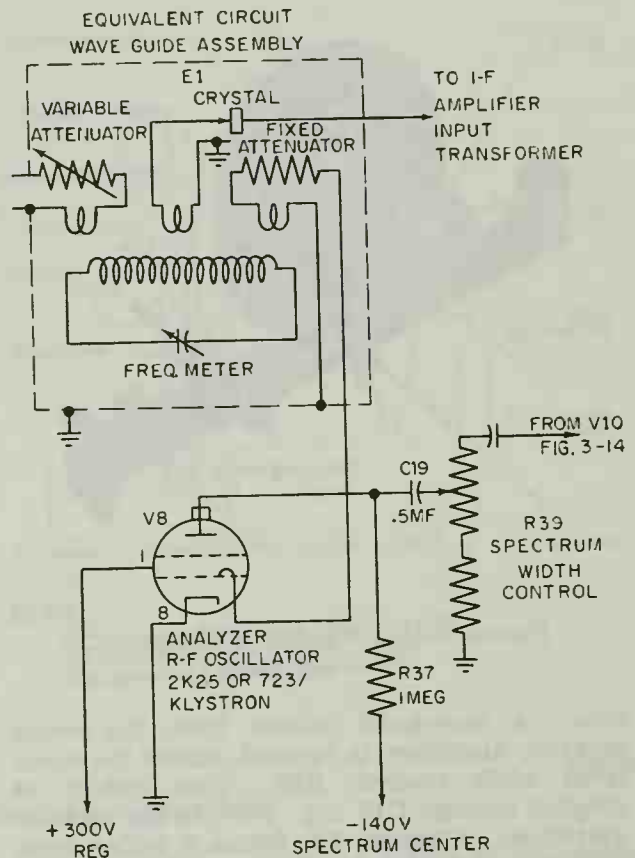 EQUIVALENT CIRCUIT
WAVE GUIDE ASSEMBLY
E1
CRYSTAL
VARIABLE
ATTENUATOR
FIXED
ATTENUATOR
TO I-F
AMPLIFIER
INPUT
TRANSFORMER
FREQ. METER
FROM V10
FIG. 3-14
C19
.5MF
R39
SPECTRUM
WIDTH
CONTROL
V8
1
8
ANALYZER
R-F OSCILLATOR
2K25 OR 723/
KLYSTRON
R37
1MEG
+300V
REG
-140V
SPECTRUM CENTER